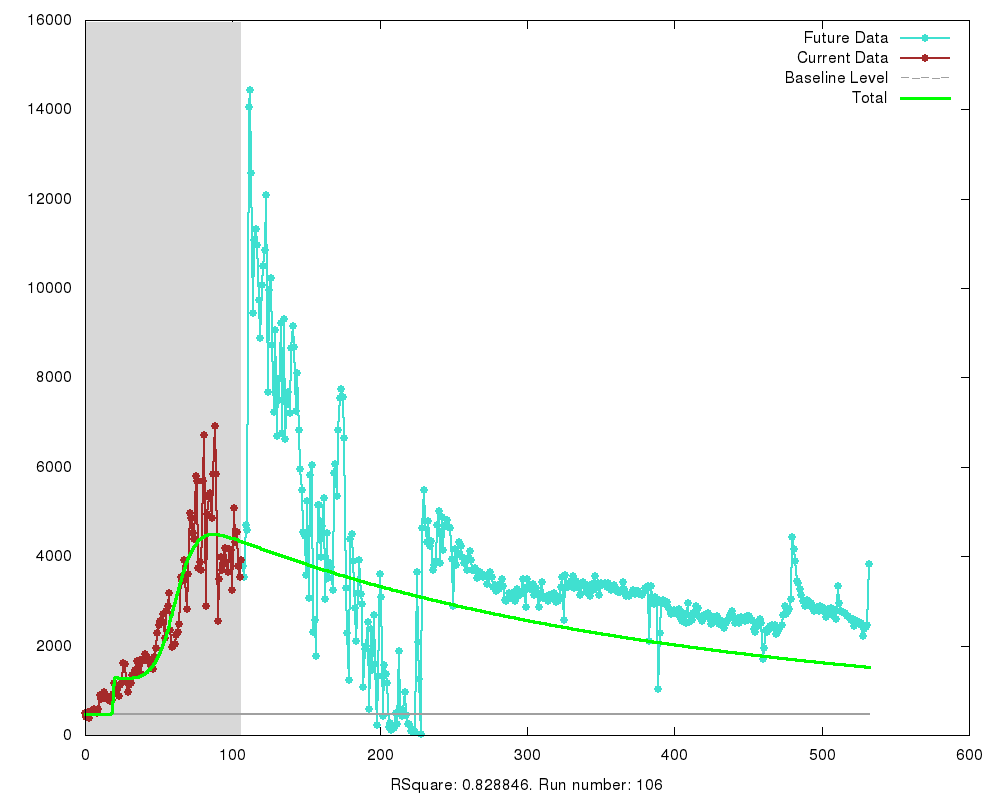 16000
14000
12000
10000
8000
6000
4000
2000
0
Future Data
Current Data
Baseline Level
Total
0 100 200 300 400 500 600
RSquare: 0.828846. Run number: 106